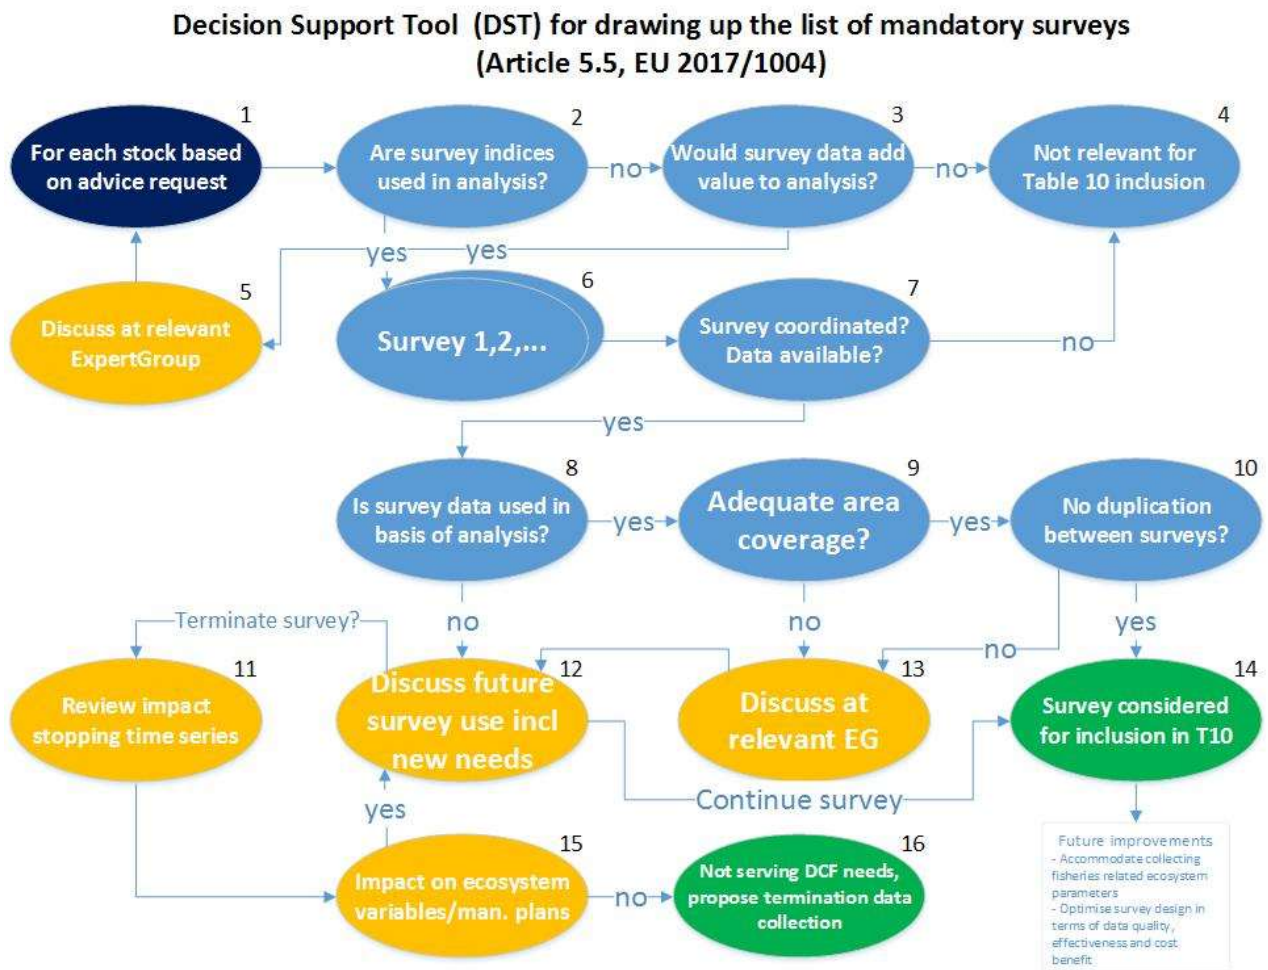 Decision Support Tool (DST) for drawing up the list of mandatory surveys
(Article 5.5, EU 2017/1004)
1
For each stock based
on advice request
2
Are survey indices
used in analysis?
no
3
Would survey data add
value to analysis?
no
4
Not relevant for
Table 10 inclusion
yes
yes
5
Discuss at relevant
ExpertGroup
6
Survey 1,2,...
7
Survey coordinated?
Data available?
no
yes
8
Is survey data used in
basis of analysis?
yes
9
Adequate area
coverage?
yes
10
No duplication
between surveys?
Terminate survey?
no
no
no
yes
11
Review impact
stopping time series
12
Discuss future
survey use incl
new needs
13
Discuss at
relevant EG
14
Survey considered
for inclusion in T10
Continue survey
yes
15
Impact on ecosystem
variables/man. plans
no
16
Not serving DCF needs,
propose termination data
collection
Future improvements
- Accommodate collecting
fisheries related ecosystem
parameters
- Optimise survey design in
terms of data quality,
effectiveness and cost
benefit